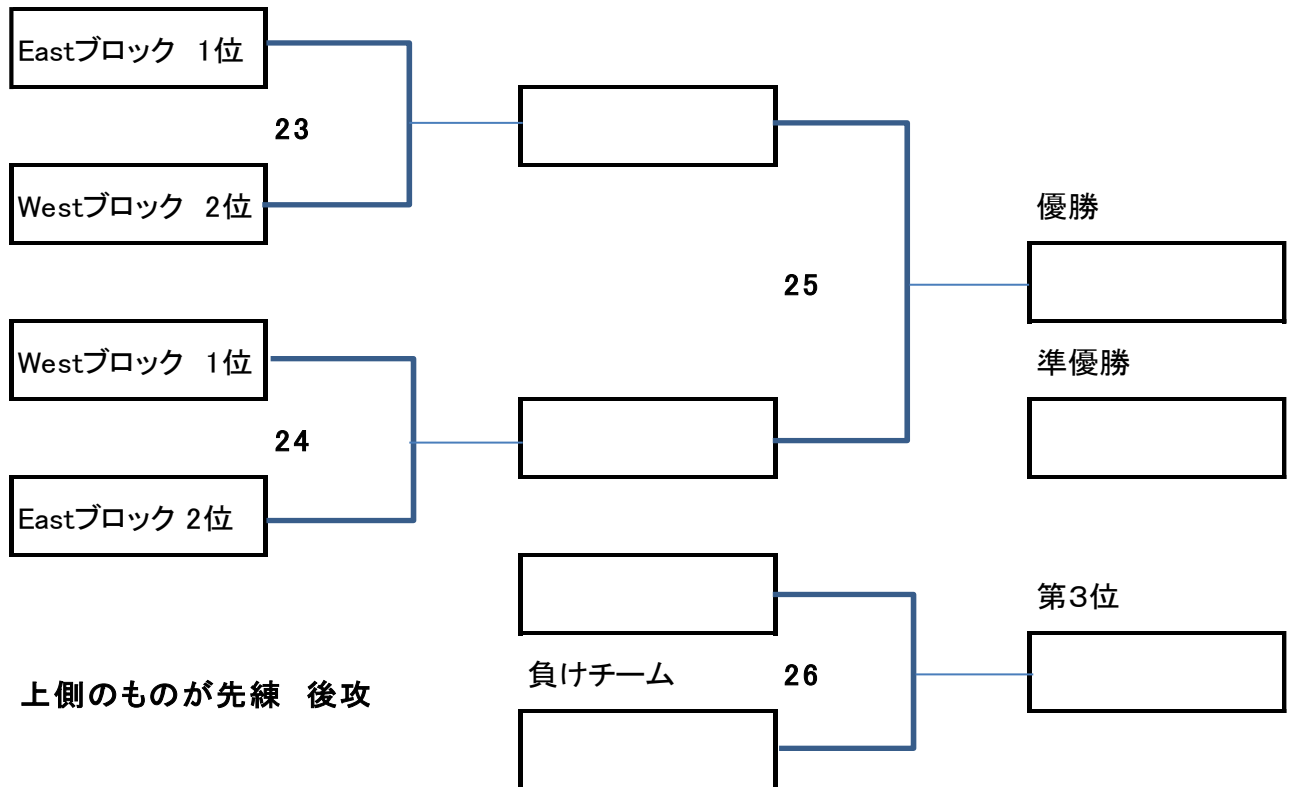 Eastブロック 1位
23
Westブロック 2位
優勝
25
Westブロック 1位
準優勝
24
Eastブロック 2位
第3位
負けチーム
26
上側のものが先練 後攻